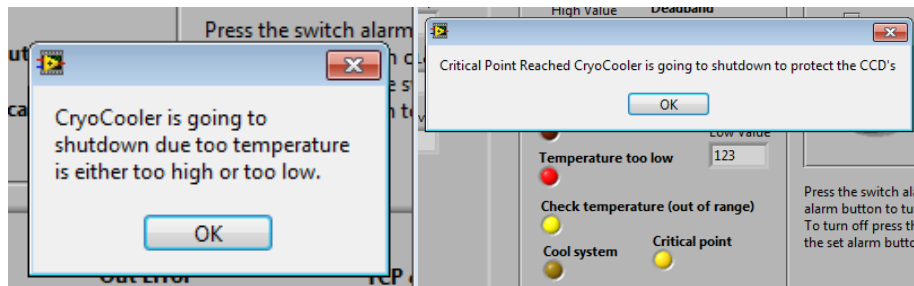 Press the switch alarm
CryoCooler is going to
shutdown due too temperature
is either too high or too low.
OK
High Value
Deadband
Critical Point Reached CryoCooler is going to shutdown to protect the CCD's
OK
Low Value
Temperature too low
123
Check temperature (out of range)
Cool system
Critical point
Press the switch al
alarm button to tu
To turn off press th
the set alarm butto